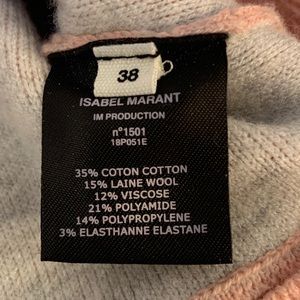 38
ISABEL MARANT
IM PRODUCTION
n°1501
18P051E
35% COTON COTTON
15% LAINE WOOL
12% VISCOSE
21% POLYAMIDE
14% POLYPROPYLENE
3% ELASTHANNE ELASTANE